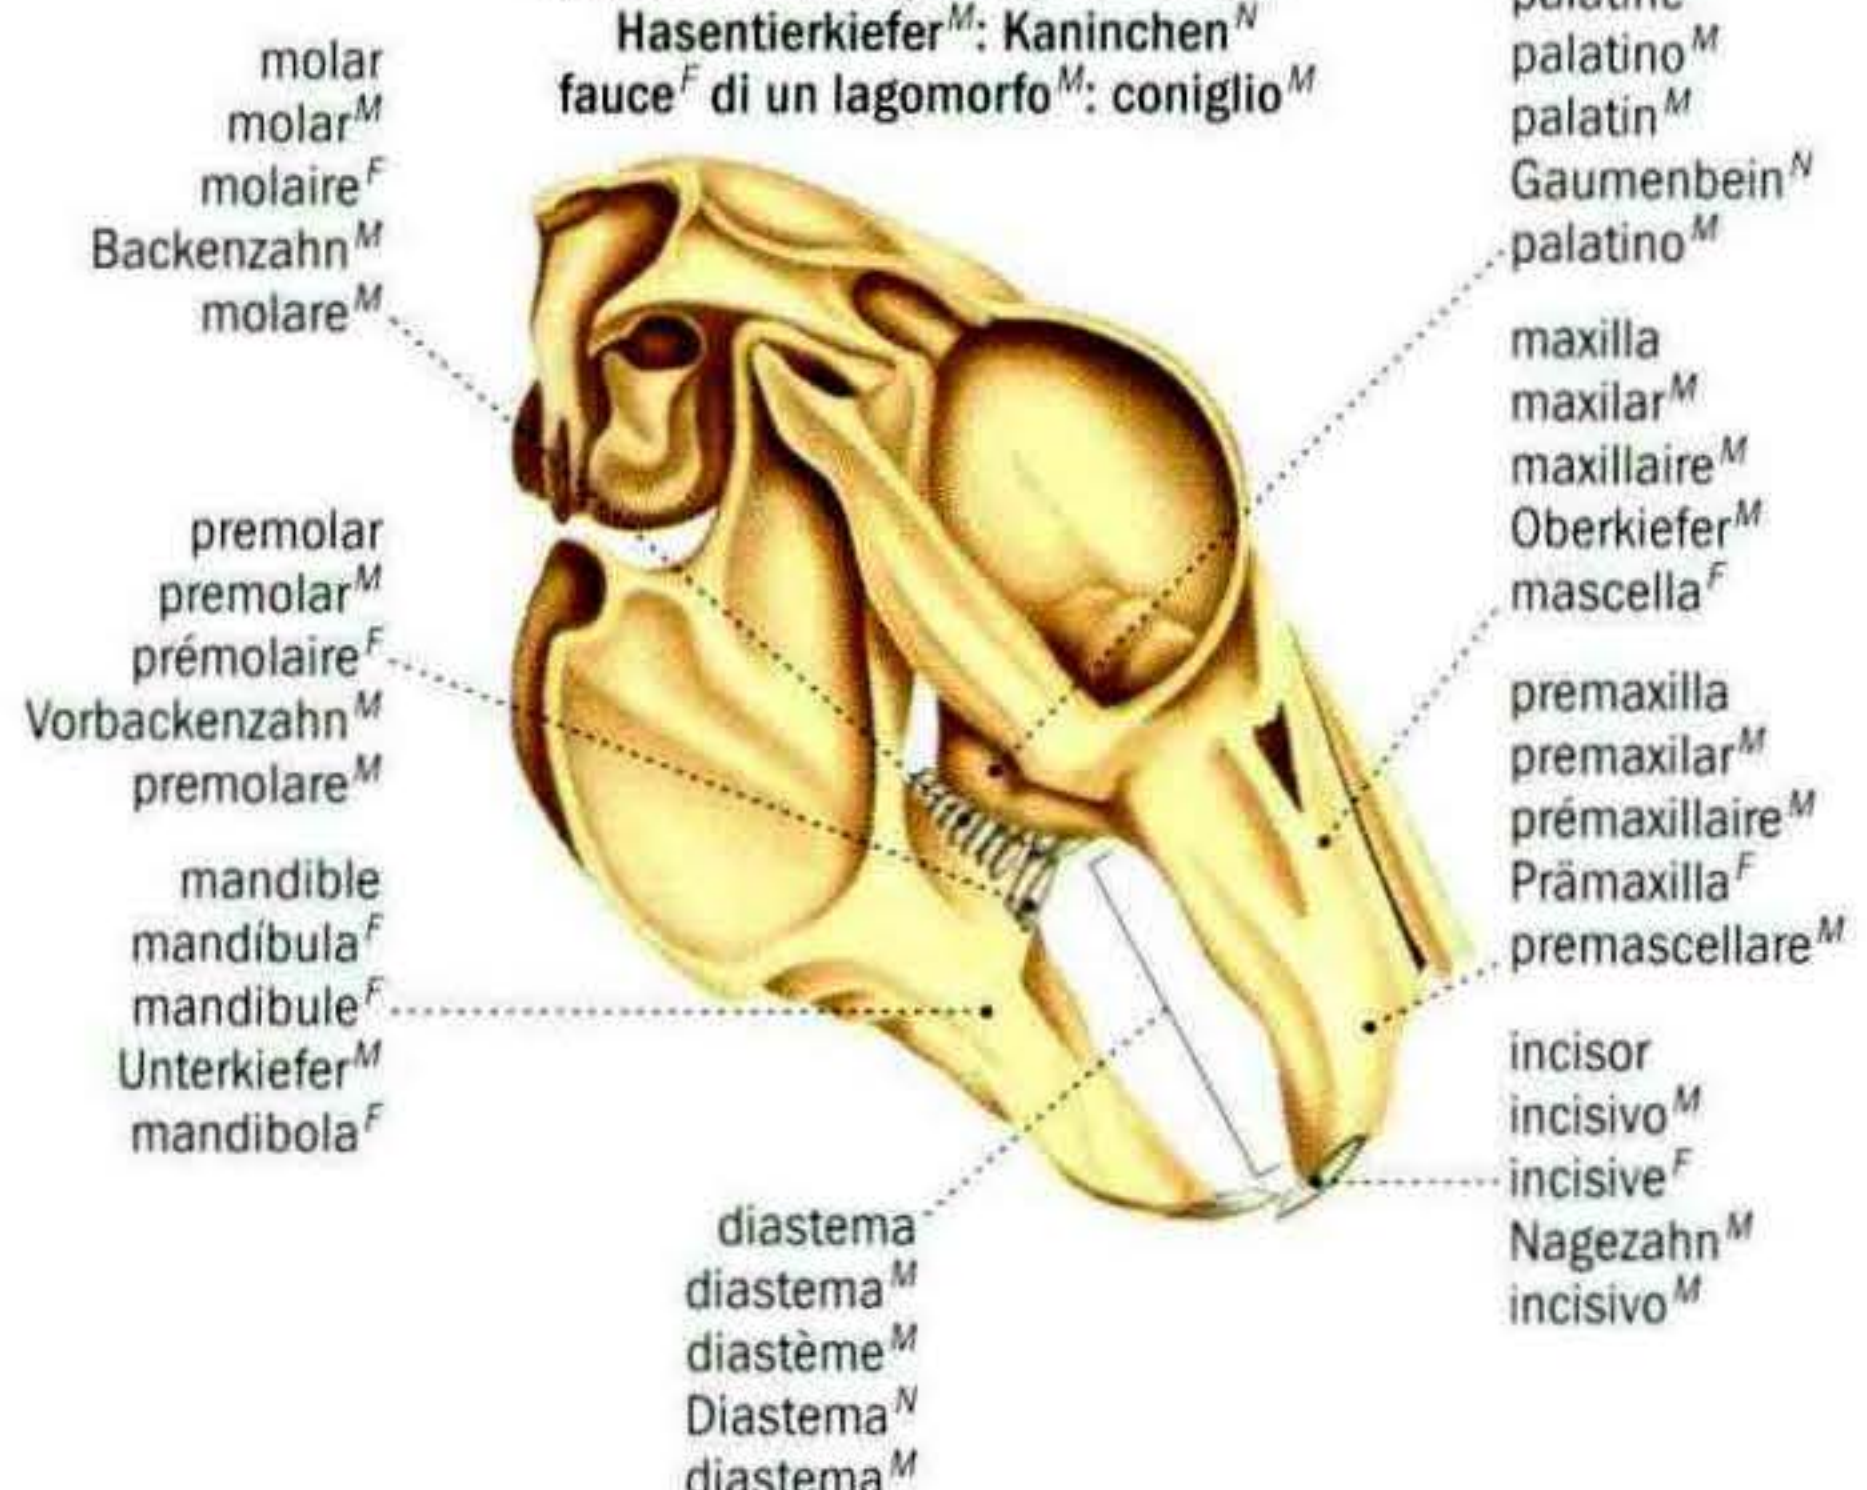 Hasentierkiefer^M: Kaninchen^N
fauce^F di un lagomorfo^M: coniglio^M
molar
molar^M
molaire^F
Backenzahn^M
molare^M
premolar
premolar^M
prémolaire^F
Vorbackenzahn^M
premolare^M
mandible
mandíbula^F
mandibule^F
Unterkiefer^M
mandibola^F
diastema
diastema^M
diastème^M
Diastema^N
diastema^M
palatine
palatino^M
palatin^M
Gaumenbein^N
palatino^M
maxilla
maxilar^M
maxillaire^M
Oberkiefer^M
mascella^F
premaxilla
premaxilar^M
prémaxillaire^M
Prämaxilla^F
premascellare^M
incisor
incisivo^M
incisive^F
Nagezahn^M
incisivo^M